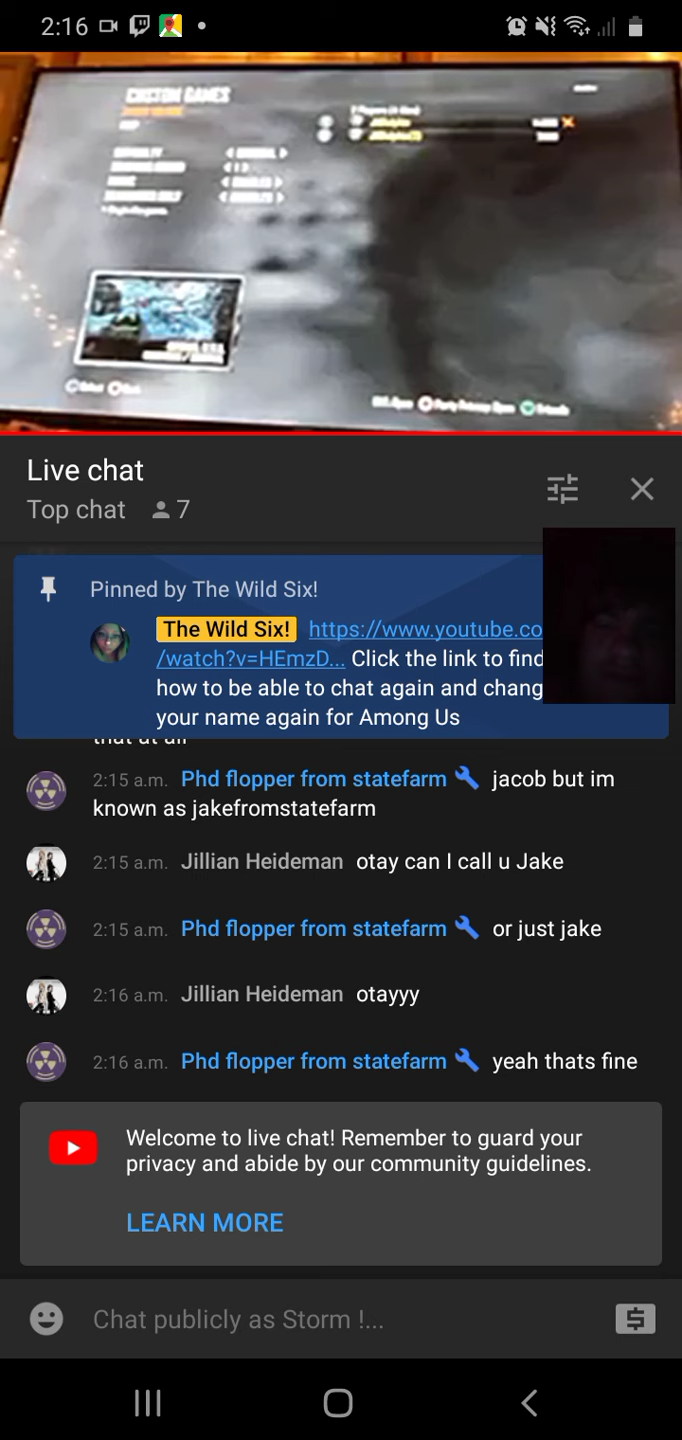 2:16
CUSTOM GAMES
Live chat
Top chat 7
Pinned by The Wild Six!
The Wild Six! https://www.youtube.co
/watch?v=HEmzD... Click the link to find
how to be able to chat again and chang
your name again for Among Us
that at all
2:15 a.m. Phd flopper from statefarm jacob but im
known as jakefromstatefarm
2:15 a.m. Jillian Heideman otay can I call u Jake
2:15 a.m. Phd flopper from statefarm or just jake
2:16 a.m. Jillian Heideman otayyy
2:16 a.m. Phd flopper from statefarm yeah thats fine
Welcome to live chat! Remember to guard your
privacy and abide by our community guidelines.
LEARN MORE
Chat publicly as Storm !...